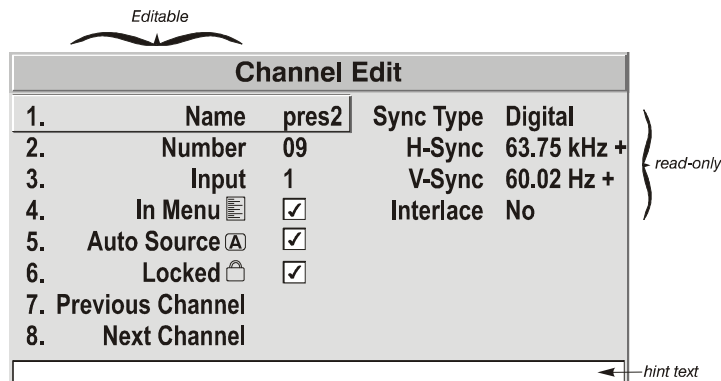 Editable
Channel Edit
1. Name pres2 Sync Type Digital
2. Number 09 H-Sync 63.75 kHz +
3. Input 1 V-Sync 60.02 Hz +
4. In Menu Interlace No
5. Auto Source A
6. Locked
7. Previous Channel
8. Next Channel
read-only
hint text